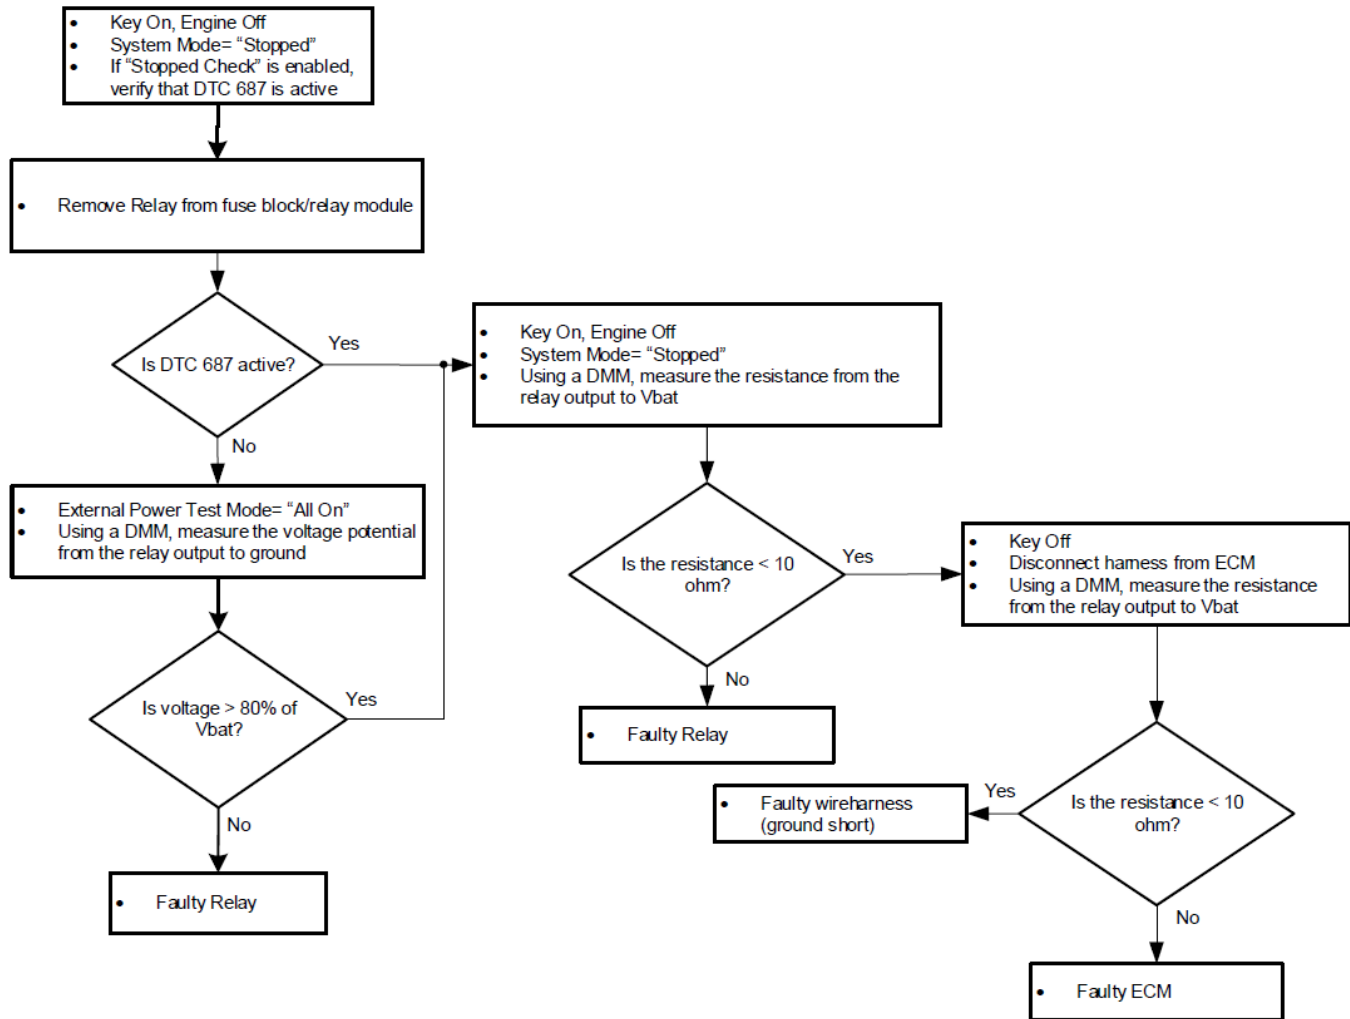 • Key On, Engine Off
• System Mode= “Stopped”
• If “Stopped Check” is enabled,
verify that DTC 687 is active
• Remove Relay from fuse block/relay module
Is DTC 687 active?
Yes
No
• External Power Test Mode= “All On”
• Using a DMM, measure the voltage potential
from the relay output to ground
Is voltage > 80% of
Vbat?
Yes
No
• Faulty Relay
• Key On, Engine Off
• System Mode= “Stopped”
• Using a DMM, measure the resistance from the
relay output to Vbat
Is the resistance < 10
ohm?
Yes
No
• Faulty Relay
• Key Off
• Disconnect harness from ECM
• Using a DMM, measure the resistance
from the relay output to Vbat
Is the resistance < 10
ohm?
Yes
• Faulty wireharness
(ground short)
No
• Faulty ECM